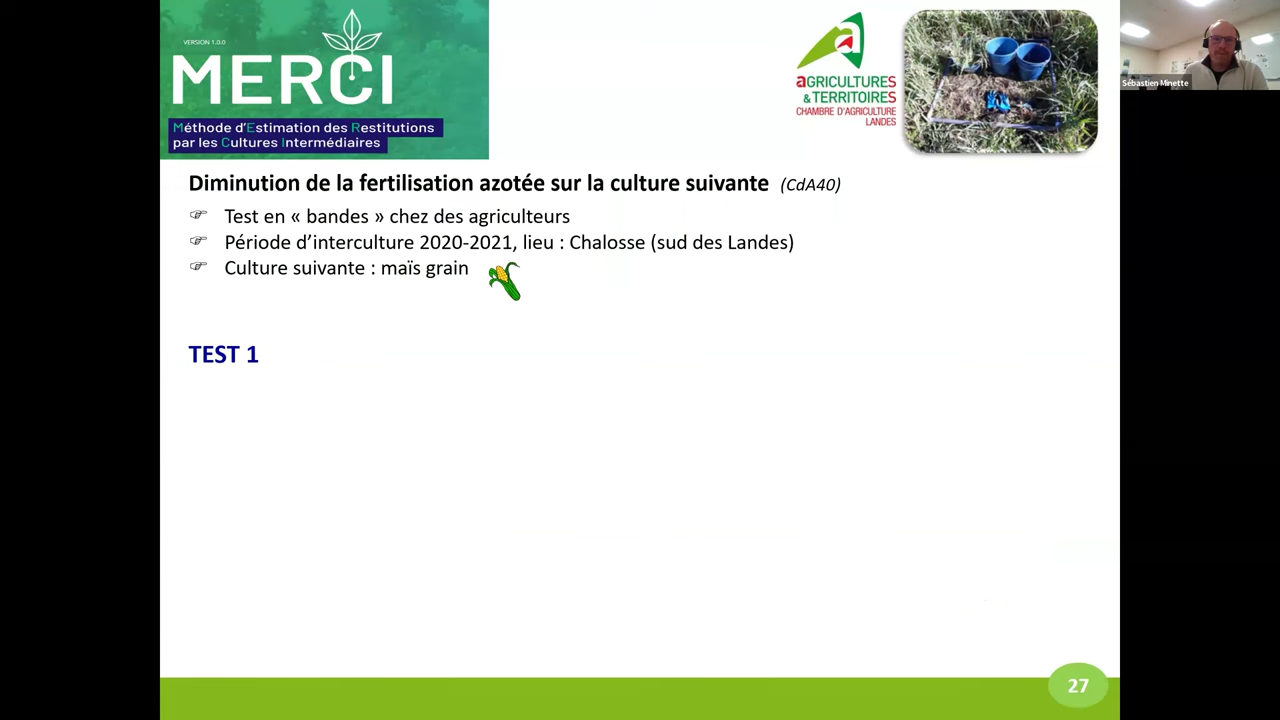 VERSION 1.0.0
MERCI
Méthode d'Estimation des Restitutions
par les Cultures Intermédiaires
aGRICULTURES
& TERRITOIRES
CHAMBRE D'AGRICULTURE
LANDES
Sébastien Minette
Diminution de la fertilisation azotée sur la culture suivante (CdA40)
Test en « bandes » chez des agriculteurs
Période d'interculture 2020-2021, lieu : Chalosse (sud des Landes)
Culture suivante : maïs grain
TEST 1
27